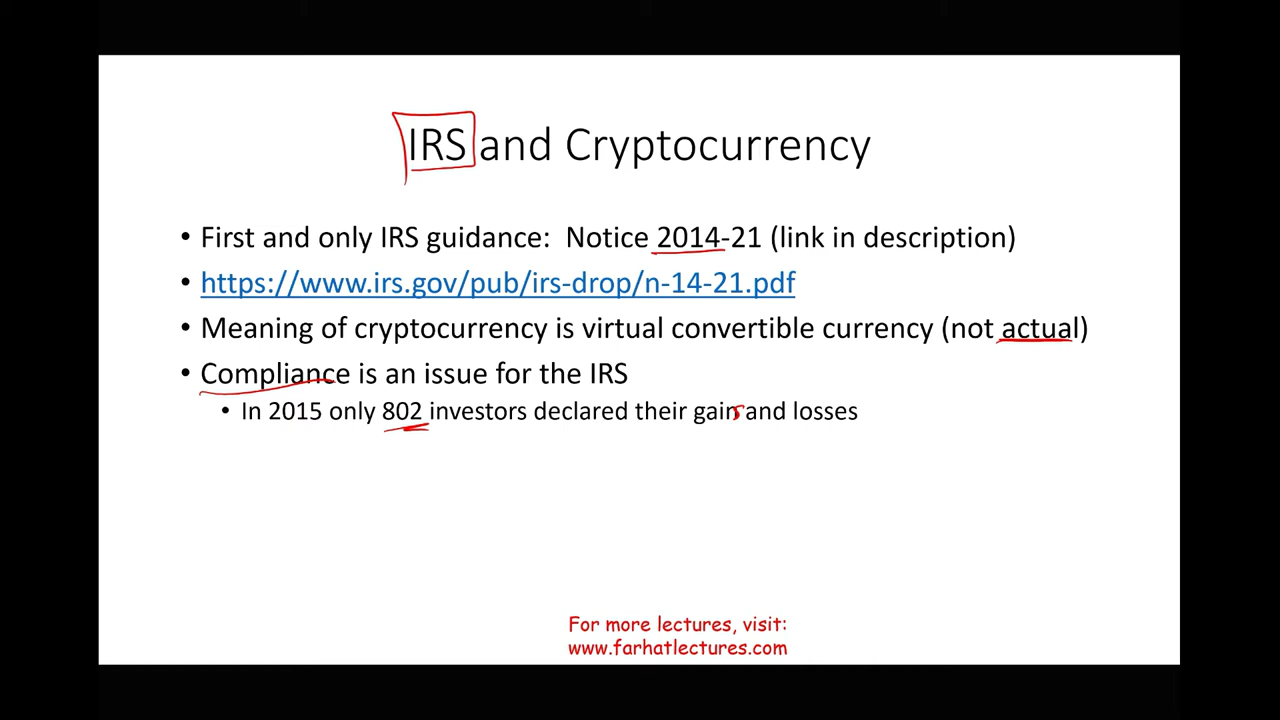 IRS and Cryptocurrency
• First and only IRS guidance: Notice 2014-21 (link in description)
• https://www.irs.gov/pub/irs-drop/n-14-21.pdf
• Meaning of cryptocurrency is virtual convertible currency (not actual)
• Compliance is an issue for the IRS
• In 2015 only 802 investors declared their gains and losses
For more lectures, visit:
www.farhatlectures.com